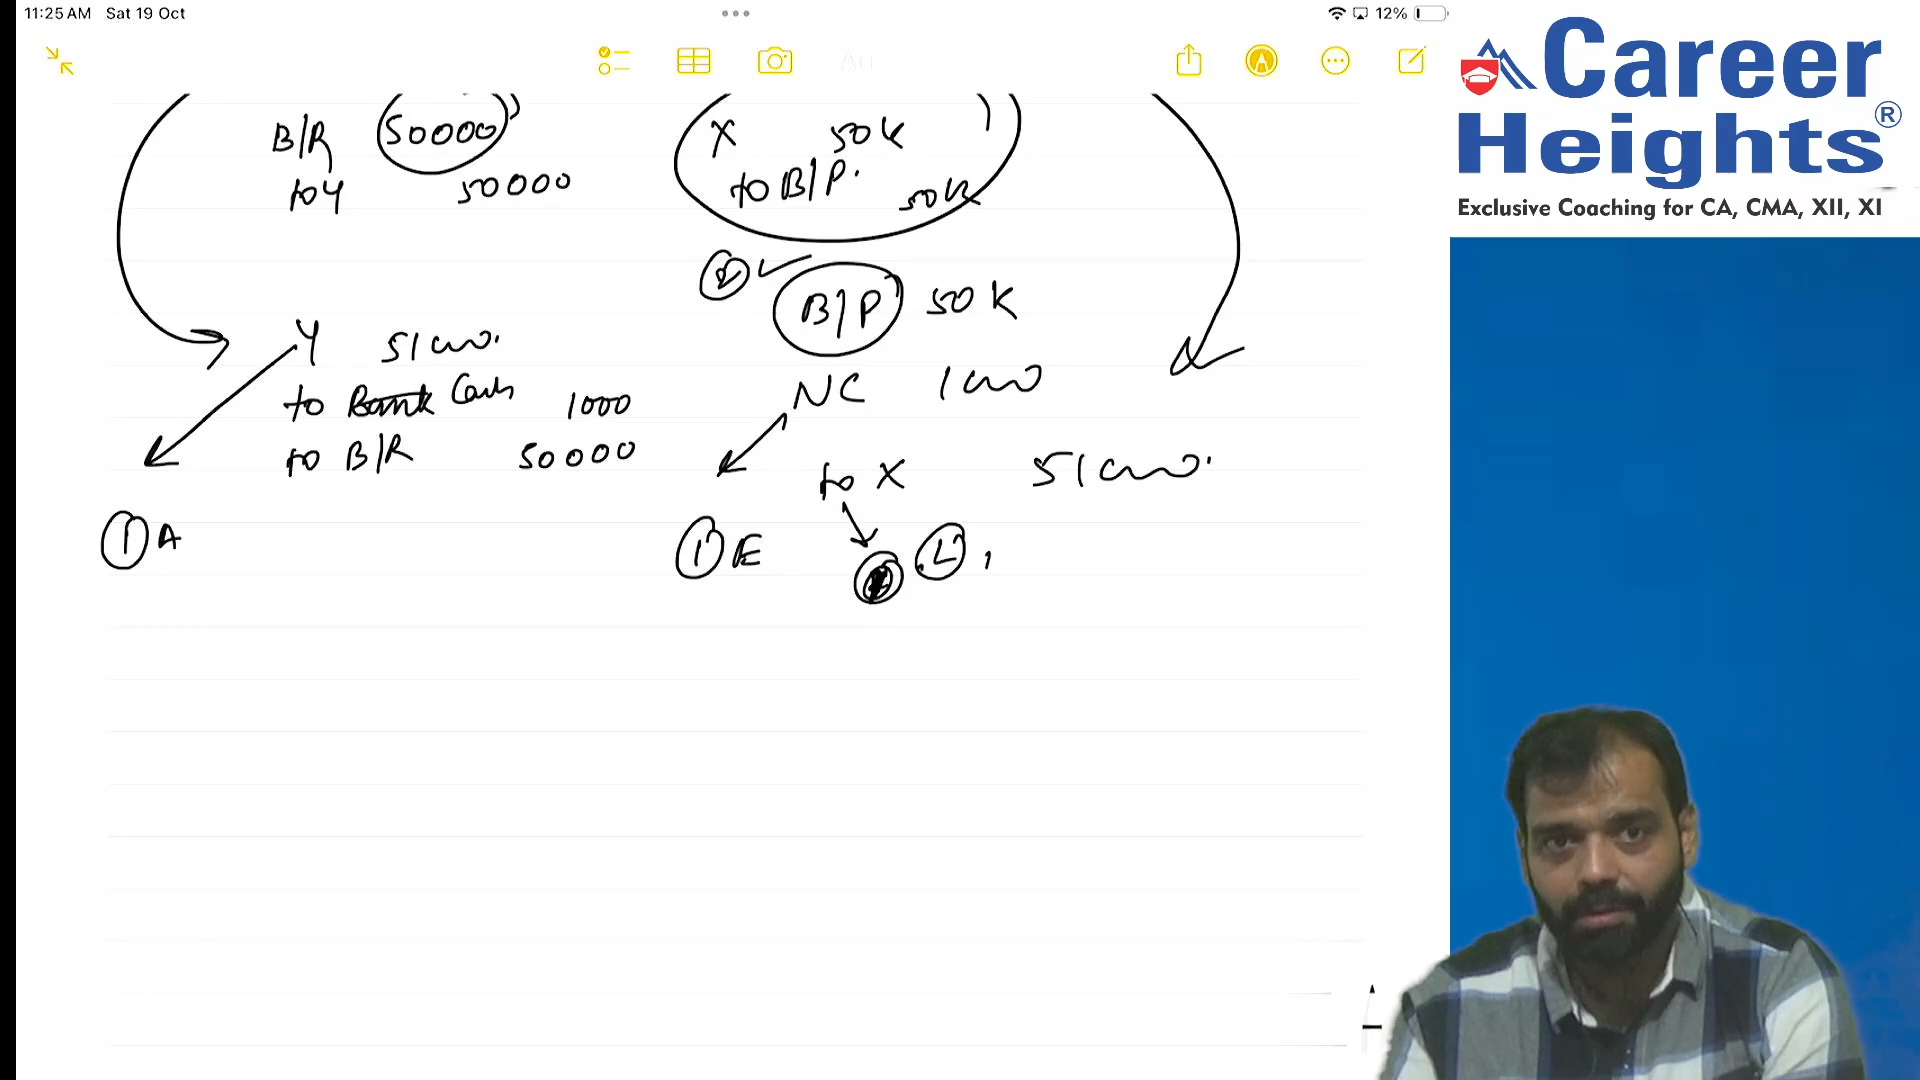 11:25 AM Sat 19 Oct
12%
Career
Heights®
Exclusive Coaching for CA, CMA, XII, XI
B/R 50000
to Y 50000
X 50K
to B/P. 50K
B/P 50K
Y 51000.
to Bank Cash 1000
to B/R 50000
NC 1000
to X 51000.
① A
① E
L,